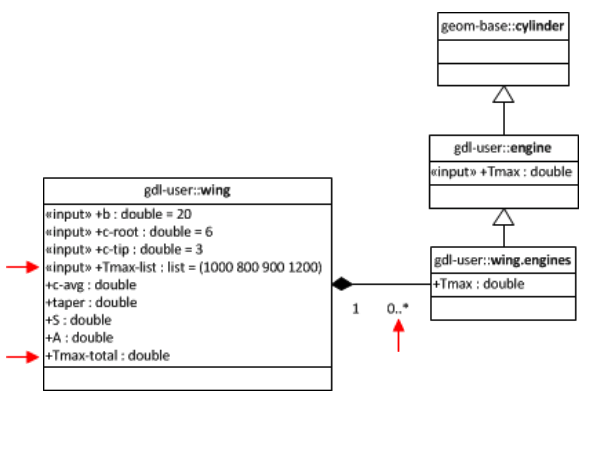 geom-base::cylinder
gdl-user::engine
«input» +Tmax : double
gdl-user::wing
«input» +b : double = 20
«input» +c-root : double = 6
«input» +c-tip : double = 3
«input» +Tmax-list : list = (1000 800 900 1200)
+c-avg : double
+taper : double
+S : double
+A : double
+Tmax-total : double
gdl-user::wing.engines
+Tmax : double
1 0..*